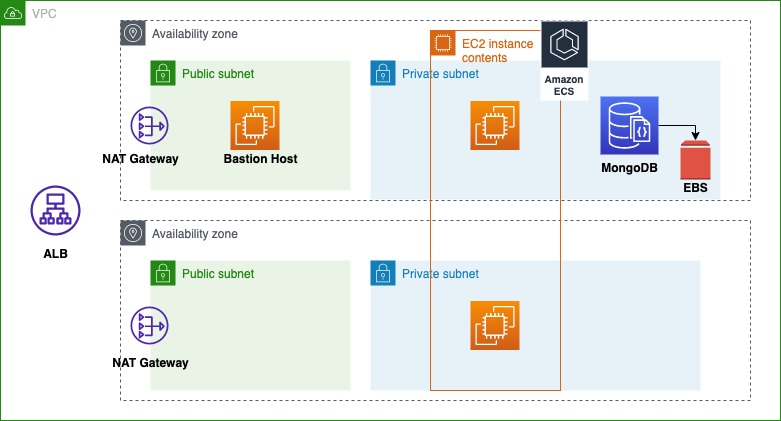 VPC
Availability zone
EC2 instance
contents
Amazon
ECS
Public subnet
Private subnet
NAT Gateway
Bastion Host
MongoDB
EBS
ALB
Availability zone
Public subnet
Private subnet
NAT Gateway